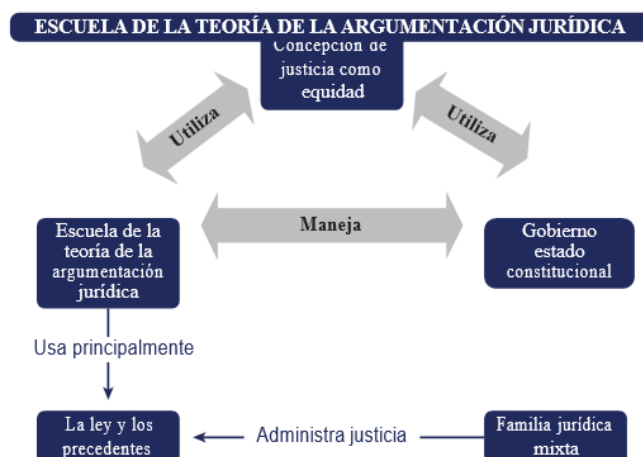 ESCUELA DE LA TEORÍA DE LA ARGUMENTACIÓN JURÍDICA
Concepción de
justicia como
equidad
Utiliza
Utiliza
Maneja
Escuela de la
teoría de la
argumentación
jurídica
Gobierno
estado
constitucional
Usa principalmente
La ley y los
precedentes
Administra justicia
Familia jurídica
mixta